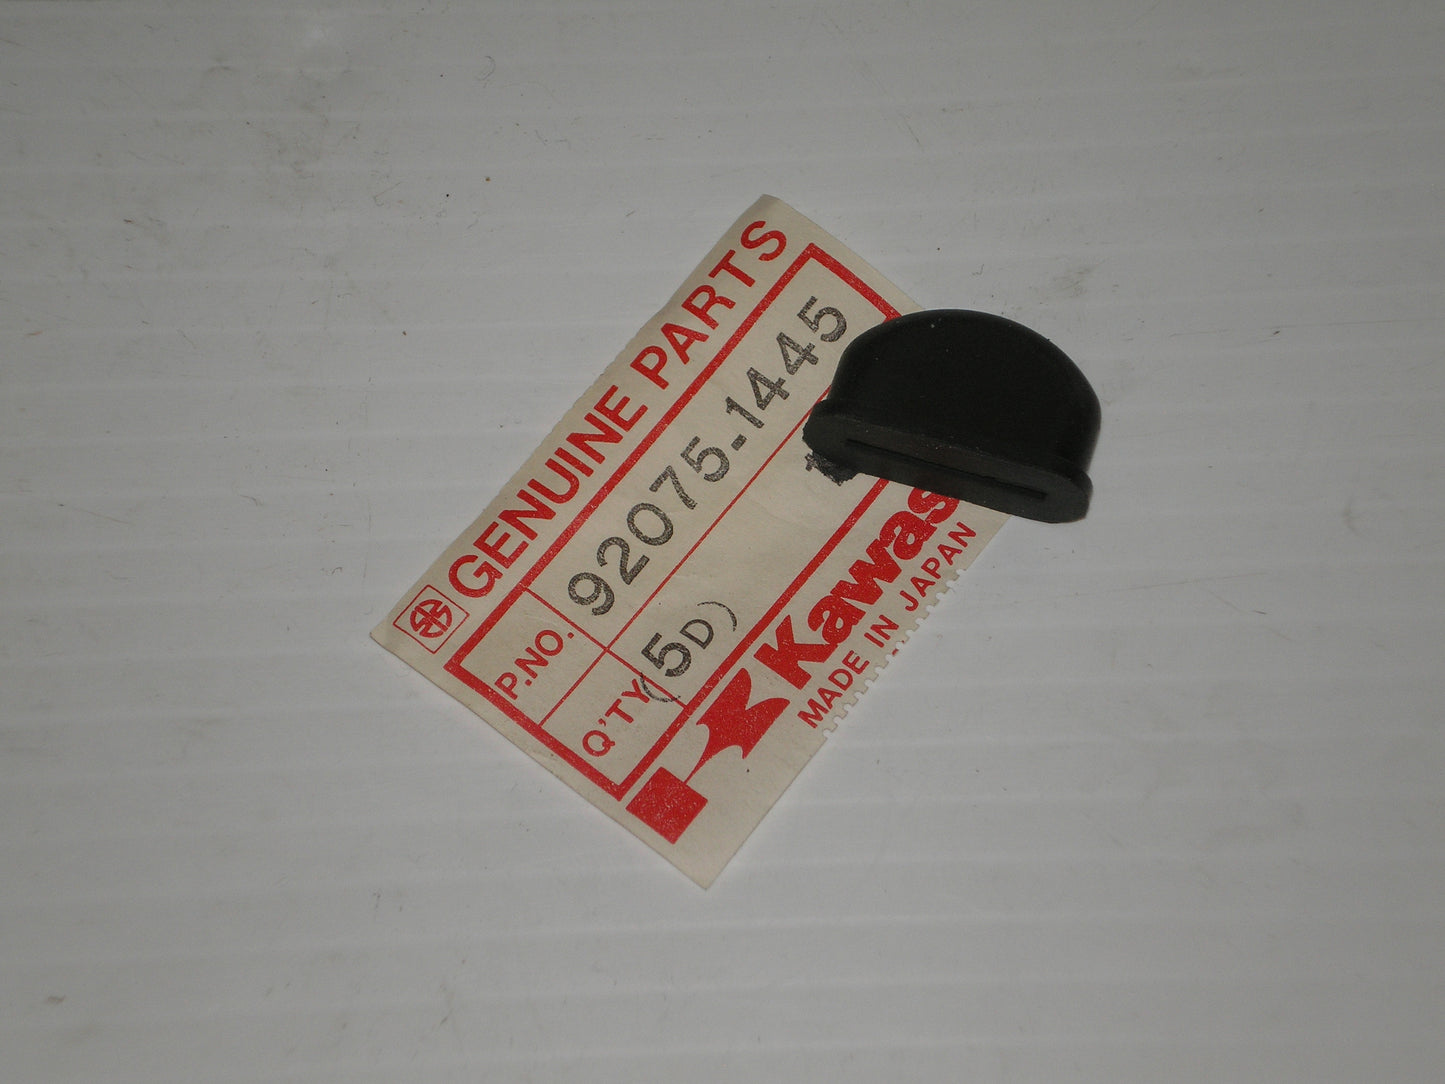 GENUINE PARTS
P.NO. 92075-1445
Q'TY (5D)
Kawas
MADE IN JAPAN